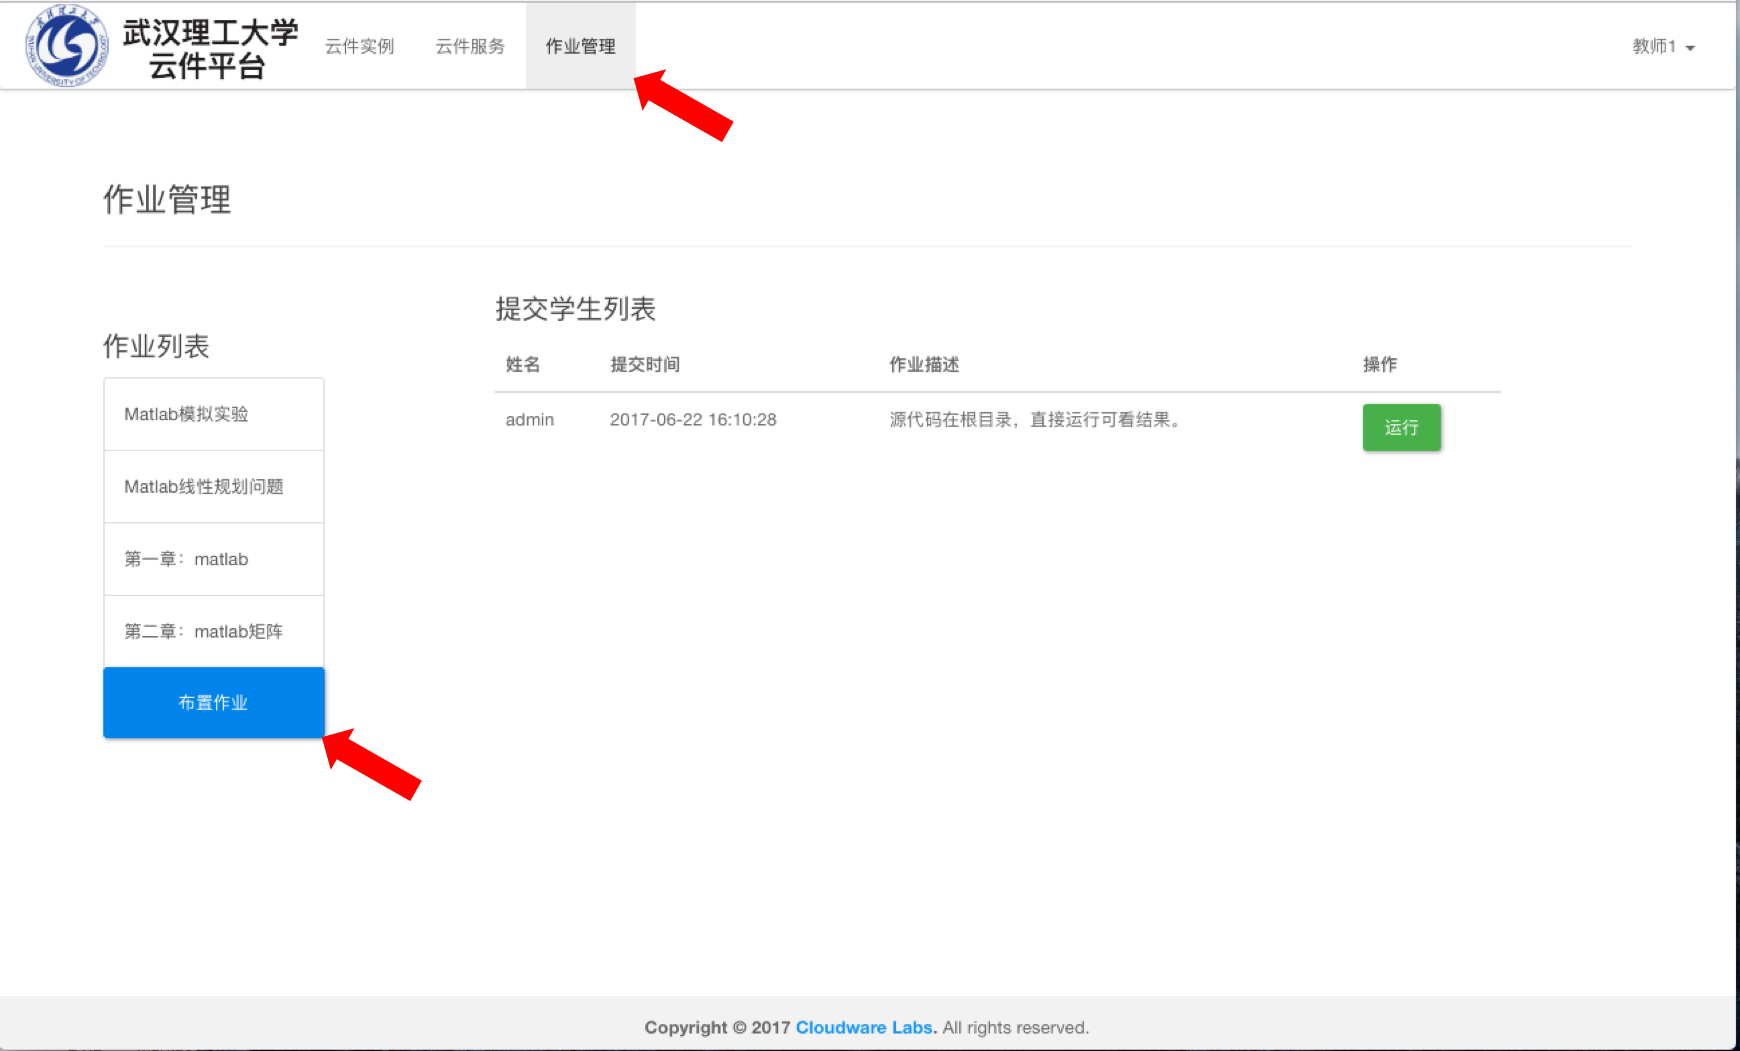 武汉理工大学
云件平台
云件实例
云件服务
作业管理
教师1
作业管理
作业列表
Matlab模拟实验
Matlab线性规划问题
第一章：matlab
第二章：matlab矩阵
布置作业
提交学生列表
姓名 提交时间 作业描述 操作
admin 2017-06-22 16:10:28 源代码在根目录，直接运行可看结果。 运行
Copyright © 2017 Cloudware Labs. All rights reserved.